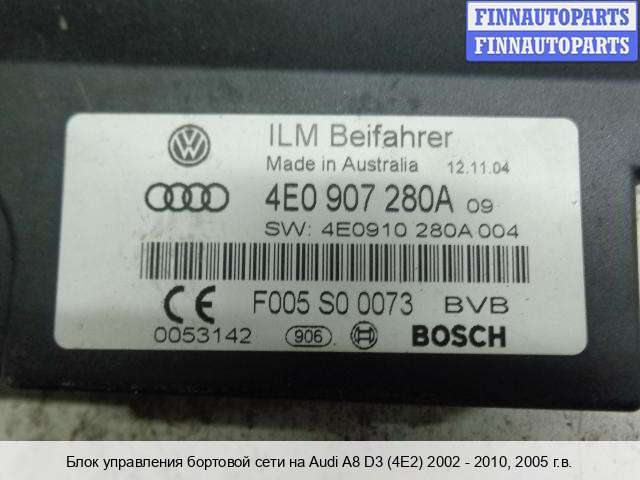 FINNAUTOPARTS
FINNAUTOPARTS
ILM Beifahrer
Made in Australia 12.11.04
4E0 907 280A 09
SW: 4E0910 280A 004
CE F005 S0 0073 BVB
0053142 906 BOSCH
Блок управления бортовой сети на Audi A8 D3 (4E2) 2002 - 2010, 2005 г.в.